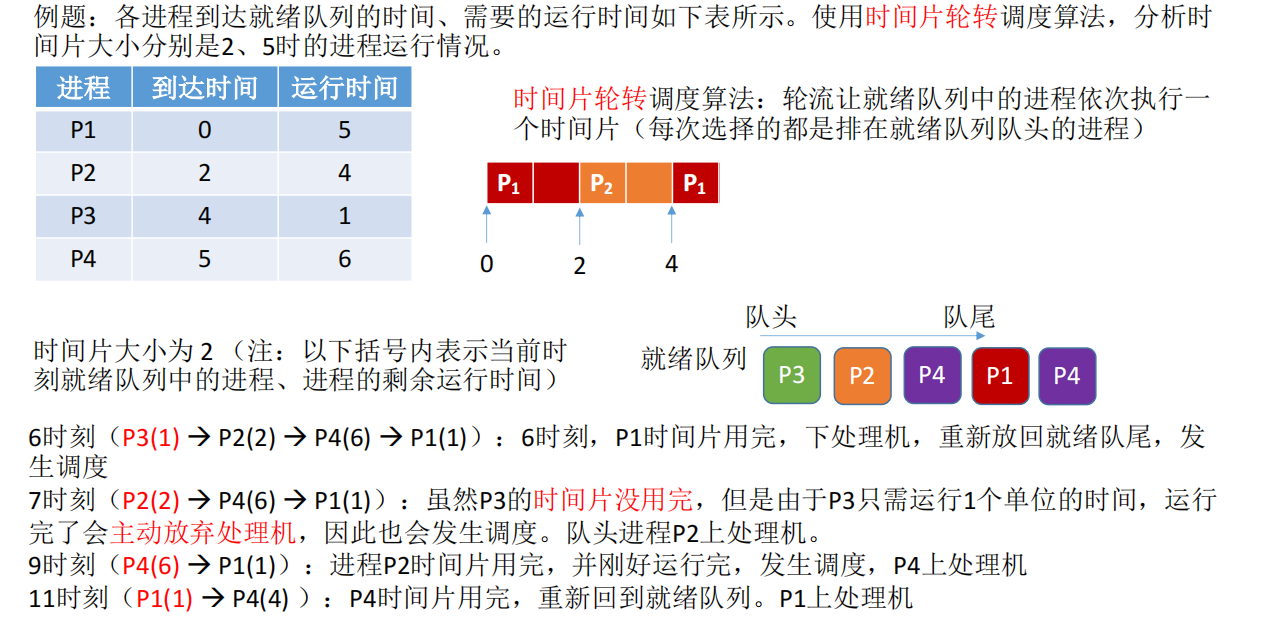 例题：各进程到达就绪队列的时间、需要的运行时间如下表所示。使用时间片轮转调度算法，分析时
间片大小分别是2、5时的进程运行情况。
进程 到达时间 运行时间
P1 0 5
P2 2 4
P3 4 1
P4 5 6
时间片轮转调度算法：轮流让就绪队列中的进程依次执行一
个时间片（每次选择的都是排在就绪队列队头的进程）
P1 P2 P1
0 2 4
队头 队尾
就绪队列 P3 P2 P4 P1 P4
时间片大小为 2 （注：以下括号内表示当前时
刻就绪队列中的进程、进程的剩余运行时间）
6时刻（P3(1) → P2(2) → P4(6) → P1(1)）：6时刻，P1时间片用完，下处理机，重新放回就绪队尾，发
生调度
7时刻（P2(2) → P4(6) → P1(1)）：虽然P3的时间片没用完，但是由于P3只需运行1个单位的时间，运行
完了会主动放弃处理机，因此也会发生调度。队头进程P2上处理机。
9时刻（P4(6) → P1(1)）：进程P2时间片用完，并刚好运行完，发生调度，P4上处理机
11时刻（P1(1) → P4(4) ）：P4时间片用完，重新回到就绪队列。P1上处理机